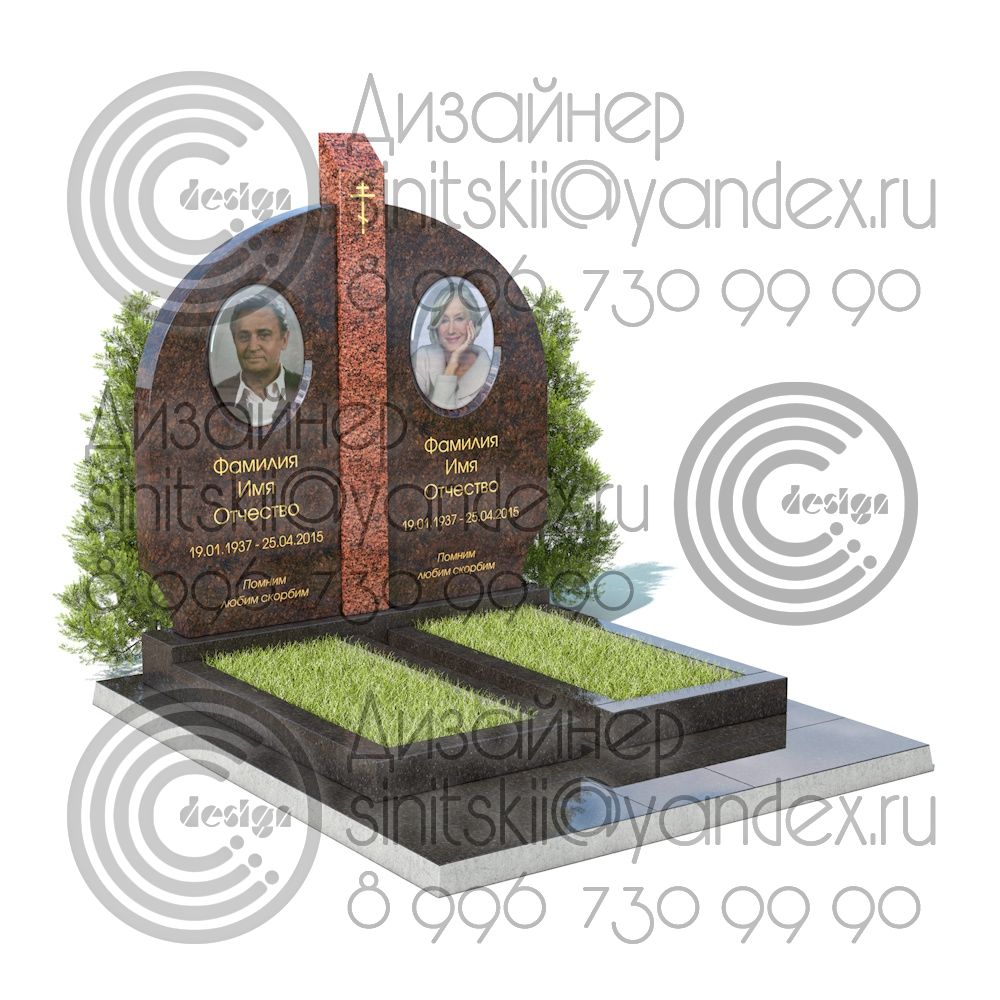 Дизайнер
sinitskii@yandex.ru
8 996 730 99 90
design
Дизайнер
sinitskii@yandex.ru
8 996 730 99 90
design
Фамилия
Имя
Отчество
19.01.1937 - 25.04.2015
Помним
любим скорбим
Фамилия
Имя
Отчество
19.01.1937 - 25.04.2015
Помним
любим скорбим
Дизайнер
sinitskii@yandex.ru
8 996 730 99 90
design